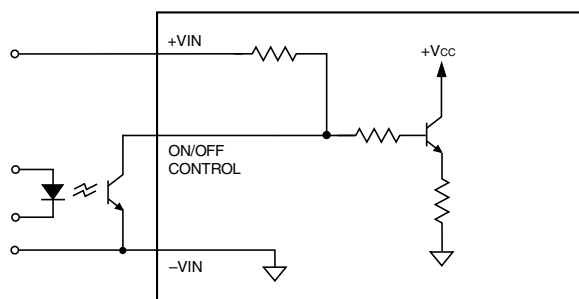 +VIN
+VCC
ON/OFF
CONTROL
–VIN